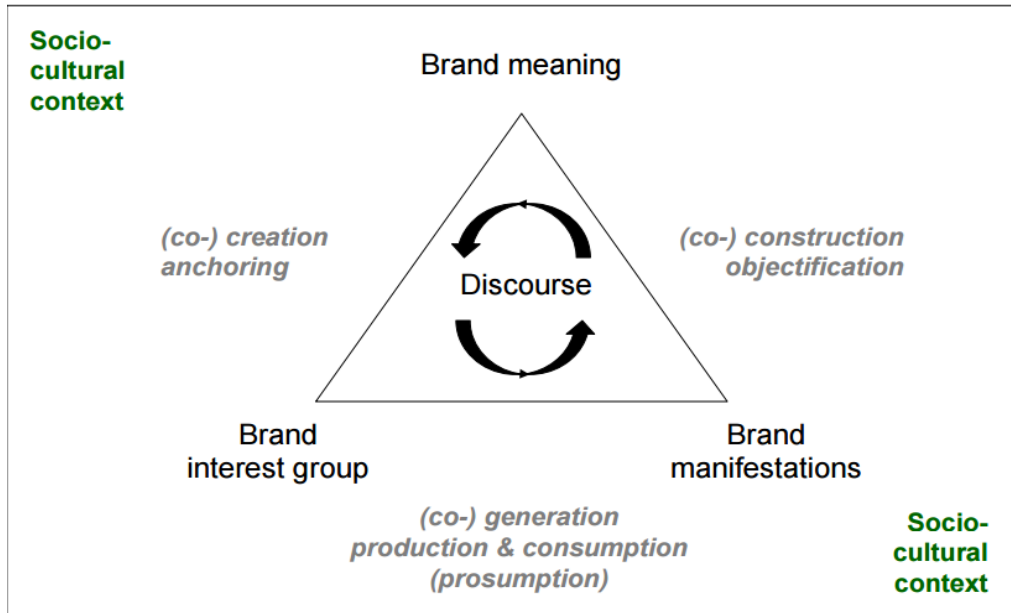 Socio-
cultural
context
Brand meaning
(co-) creation
anchoring
(co-) construction
objectification
Discourse
Brand
interest group
Brand
manifestations
(co-) generation
production & consumption
(prosumption)
Socio-
cultural
context